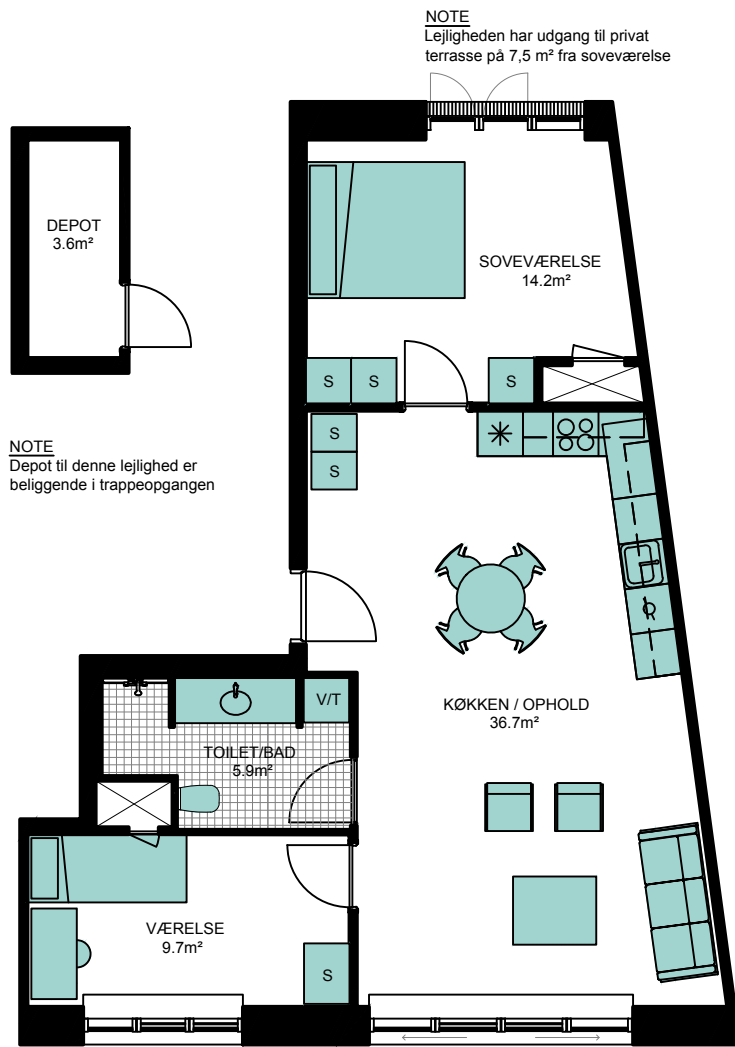 NOTE
Lejligheden har udgang til privat
terrasse på 7,5 m² fra soveværelse
DEPOT
3.6m²
SOVEVÆRELSE
14.2m²
S
S
S
NOTE
Depot til denne lejlighed er
beliggende i trappeopgangen
S
S
KØKKEN / OPHOLD
36.7m²
V/T
TOILET/BAD
5.9m²
VÆRELSE
9.7m²
S